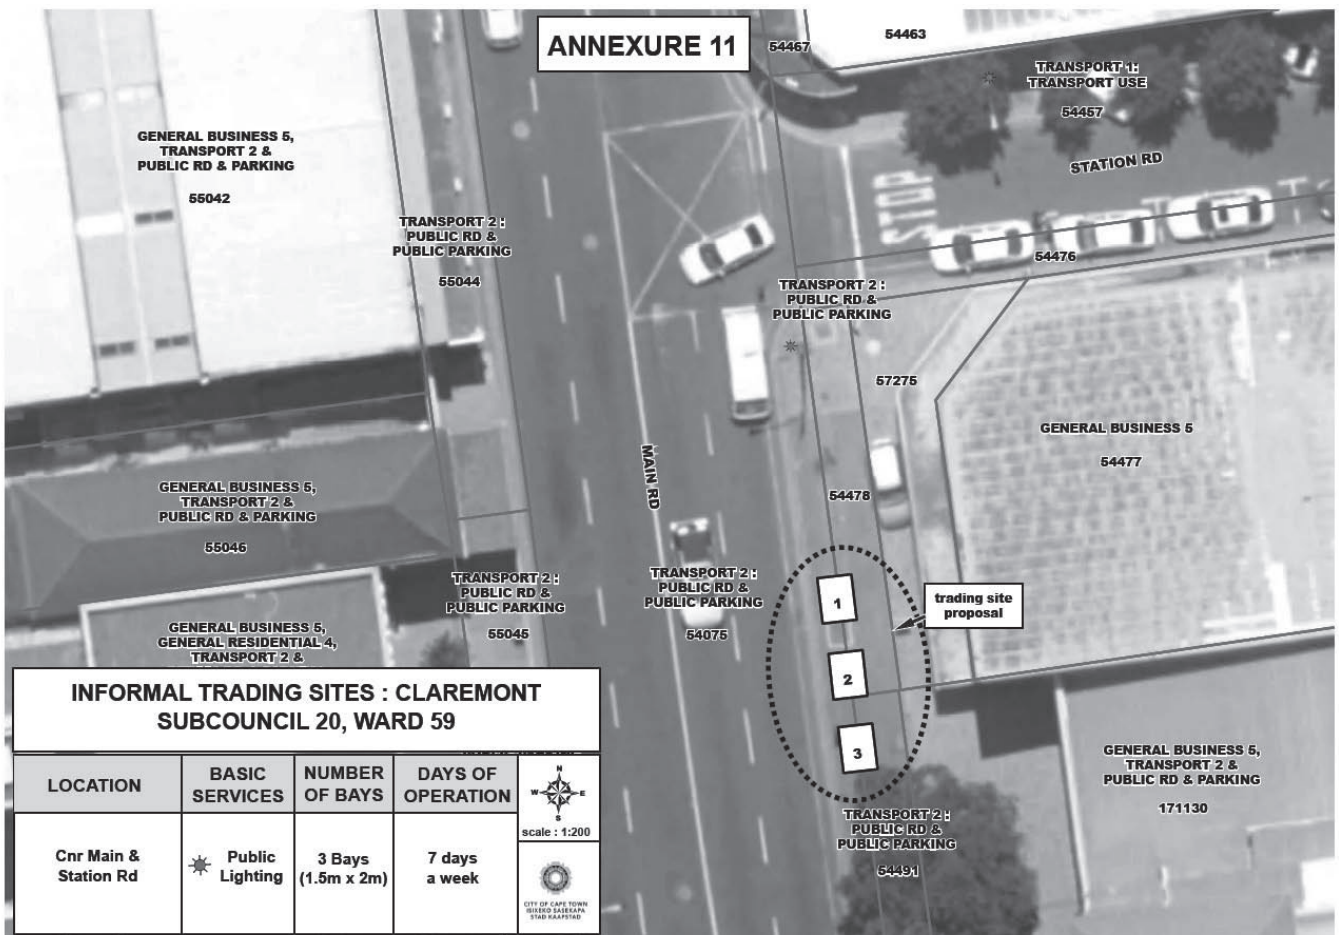 ANNEXURE 11
54467
54463
TRANSPORT 1:
TRANSPORT USE
54457
STATION RD
STOP
GENERAL BUSINESS 5,
TRANSPORT 2 &
PUBLIC RD & PARKING
55042
TRANSPORT 2 :
PUBLIC RD &
PUBLIC PARKING
55044
54476
TRANSPORT 2 :
PUBLIC RD &
PUBLIC PARKING
57275
GENERAL BUSINESS 5
54477
MAIN RD
54478
GENERAL BUSINESS 5,
TRANSPORT 2 &
PUBLIC RD & PARKING
55046
TRANSPORT 2 :
PUBLIC RD &
PUBLIC PARKING
55045
TRANSPORT 2 :
PUBLIC RD &
PUBLIC PARKING
54075
1
2
3
trading site
proposal
GENERAL BUSINESS 5,
GENERAL RESIDENTIAL 4,
TRANSPORT 2 &
GENERAL BUSINESS 5,
TRANSPORT 2 &
PUBLIC RD & PARKING
171130
TRANSPORT 2 :
PUBLIC RD &
PUBLIC PARKING
54491
INFORMAL TRADING SITES : CLAREMONT
SUBCOUNCIL 20, WARD 59
LOCATION
BASIC
SERVICES
NUMBER
OF BAYS
DAYS OF
OPERATION
N
W E
S
scale : 1:200
Cnr Main &
Station Rd
Public
Lighting
3 Bays
(1.5m x 2m)
7 days
a week
CITY OF CAPE TOWN
ISIXEKO SASEKAPA
STAD KAAPSTAD